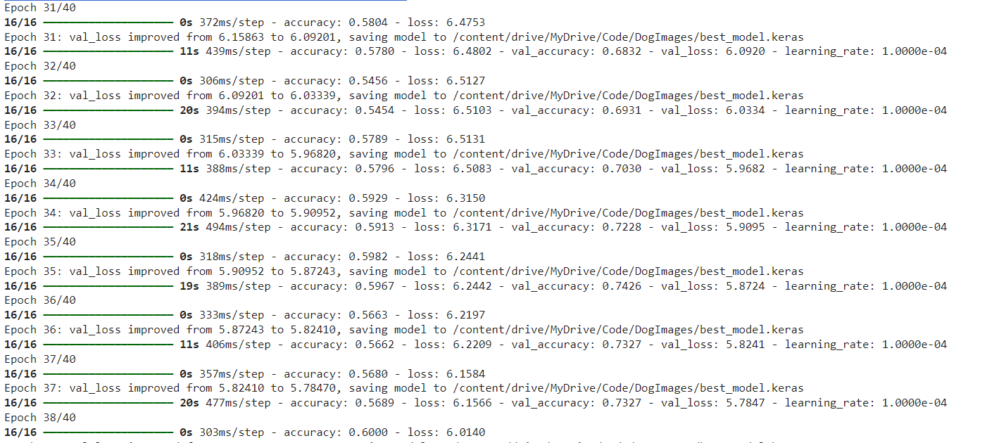 Epoch 31/40
16/16 ━━━━━━━━━━━━━━━━━━━━ 0s 372ms/step - accuracy: 0.5804 - loss: 6.4753
Epoch 31: val_loss improved from 6.15863 to 6.09201, saving model to /content/drive/MyDrive/Code/DogImages/best_model.keras
16/16 ━━━━━━━━━━━━━━━━━━━━ 11s 439ms/step - accuracy: 0.5780 - loss: 6.4802 - val_accuracy: 0.6832 - val_loss: 6.0920 - learning_rate: 1.0000e-04
Epoch 32/40
16/16 ━━━━━━━━━━━━━━━━━━━━ 0s 306ms/step - accuracy: 0.5456 - loss: 6.5127
Epoch 32: val_loss improved from 6.09201 to 6.03339, saving model to /content/drive/MyDrive/Code/DogImages/best_model.keras
16/16 ━━━━━━━━━━━━━━━━━━━━ 20s 394ms/step - accuracy: 0.5454 - loss: 6.5103 - val_accuracy: 0.6931 - val_loss: 6.0334 - learning_rate: 1.0000e-04
Epoch 33/40
16/16 ━━━━━━━━━━━━━━━━━━━━ 0s 315ms/step - accuracy: 0.5789 - loss: 6.5131
Epoch 33: val_loss improved from 6.03339 to 5.96820, saving model to /content/drive/MyDrive/Code/DogImages/best_model.keras
16/16 ━━━━━━━━━━━━━━━━━━━━ 11s 388ms/step - accuracy: 0.5796 - loss: 6.5083 - val_accuracy: 0.7030 - val_loss: 5.9682 - learning_rate: 1.0000e-04
Epoch 34/40
16/16 ━━━━━━━━━━━━━━━━━━━━ 0s 424ms/step - accuracy: 0.5929 - loss: 6.3150
Epoch 34: val_loss improved from 5.96820 to 5.90952, saving model to /content/drive/MyDrive/Code/DogImages/best_model.keras
16/16 ━━━━━━━━━━━━━━━━━━━━ 21s 494ms/step - accuracy: 0.5913 - loss: 6.3171 - val_accuracy: 0.7228 - val_loss: 5.9095 - learning_rate: 1.0000e-04
Epoch 35/40
16/16 ━━━━━━━━━━━━━━━━━━━━ 0s 318ms/step - accuracy: 0.5982 - loss: 6.2441
Epoch 35: val_loss improved from 5.90952 to 5.87243, saving model to /content/drive/MyDrive/Code/DogImages/best_model.keras
16/16 ━━━━━━━━━━━━━━━━━━━━ 19s 389ms/step - accuracy: 0.5967 - loss: 6.2442 - val_accuracy: 0.7426 - val_loss: 5.8724 - learning_rate: 1.0000e-04
Epoch 36/40
16/16 ━━━━━━━━━━━━━━━━━━━━ 0s 333ms/step - accuracy: 0.5663 - loss: 6.2197
Epoch 36: val_loss improved from 5.87243 to 5.82410, saving model to /content/drive/MyDrive/Code/DogImages/best_model.keras
16/16 ━━━━━━━━━━━━━━━━━━━━ 11s 406ms/step - accuracy: 0.5662 - loss: 6.2209 - val_accuracy: 0.7327 - val_loss: 5.8241 - learning_rate: 1.0000e-04
Epoch 37/40
16/16 ━━━━━━━━━━━━━━━━━━━━ 0s 357ms/step - accuracy: 0.5680 - loss: 6.1584
Epoch 37: val_loss improved from 5.82410 to 5.78470, saving model to /content/drive/MyDrive/Code/DogImages/best_model.keras
16/16 ━━━━━━━━━━━━━━━━━━━━ 20s 477ms/step - accuracy: 0.5689 - loss: 6.1566 - val_accuracy: 0.7327 - val_loss: 5.7847 - learning_rate: 1.0000e-04
Epoch 38/40
16/16 ━━━━━━━━━━━━━━━━━━━━ 0s 303ms/step - accuracy: 0.6000 - loss: 6.0140